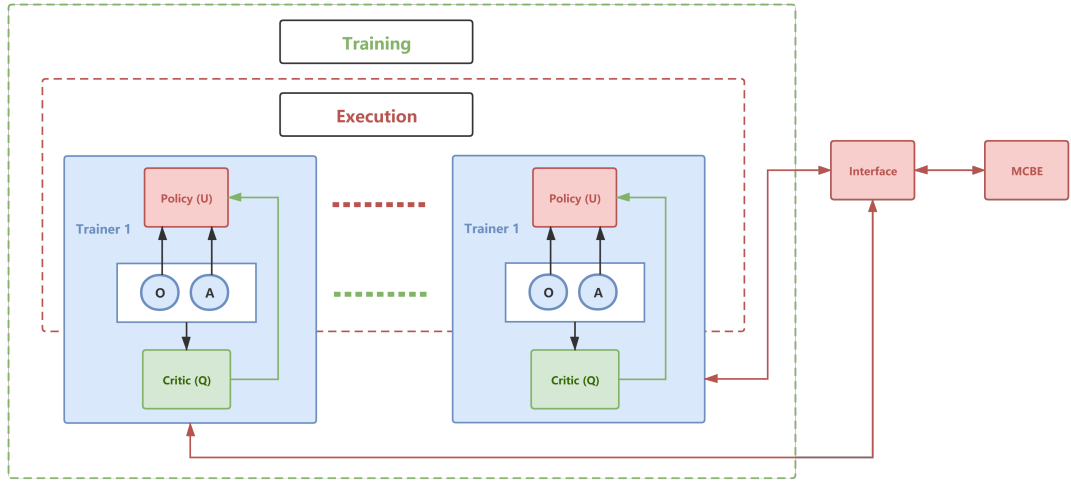 Training
Execution
Policy (U)
Trainer 1
O A
Critic (Q)
Policy (U)
Trainer 1
O A
Critic (Q)
Interface
MCBE